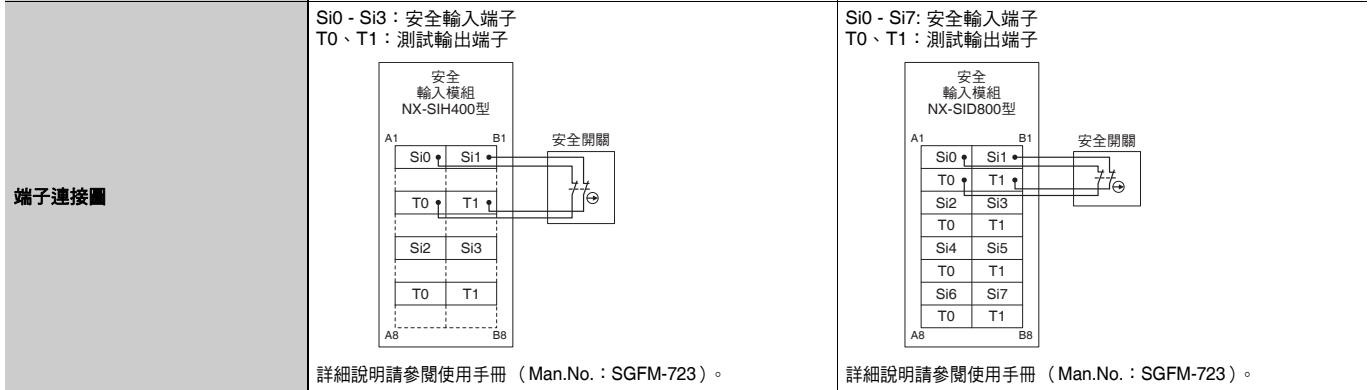 端子連接圖
Si0 - Si3：安全輸入端子
T0、T1：測試輸出端子
安全
輸入模組
NX-SIH400型
A1 B1 安全開關
Si0 Si1
T0 T1
Si2 Si3
T0 T1
A8 B8
詳細說明請參閱使用手冊（Man.No.：SGFM-723）。
Si0 - Si7: 安全輸入端子
T0、T1：測試輸出端子
安全
輸入模組
NX-SID800型
A1 B1 安全開關
Si0 Si1
T0 T1
Si2 Si3
T0 T1
Si4 Si5
T0 T1
Si6 Si7
T0 T1
A8 B8
詳細說明請參閱使用手冊（Man.No.：SGFM-723）。